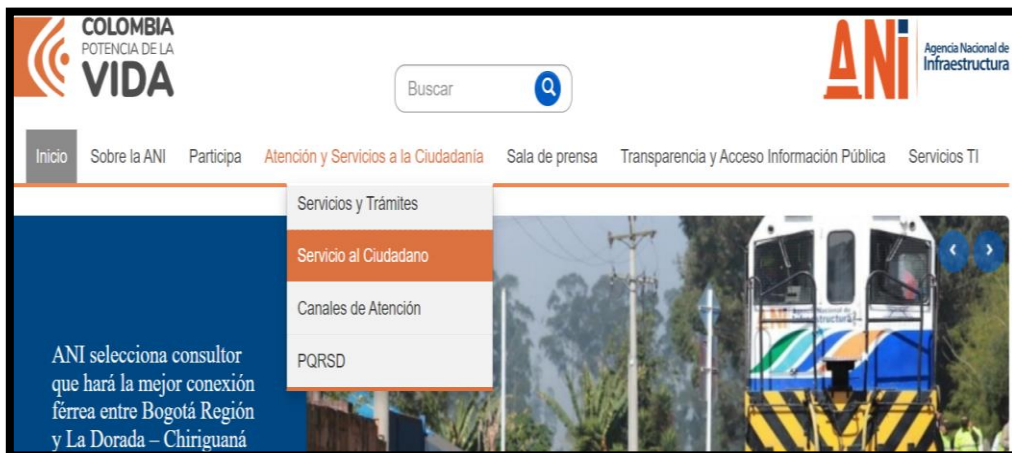 COLOMBIA
POTENCIA DE LA
VIDA
Buscar
ANi
Agencia Nacional de
Infraestructura
Inicio Sobre la ANI Participa Atención y Servicios a la Ciudadanía Sala de prensa Transparencia y Acceso Información Pública Servicios TI
Servicios y Trámites
Servicio al Ciudadano
Canales de Atención
PQRSD
ANI selecciona consultor
que hará la mejor conexión
férrea entre Bogotá Región
y La Dorada – Chiriguaná
ANi